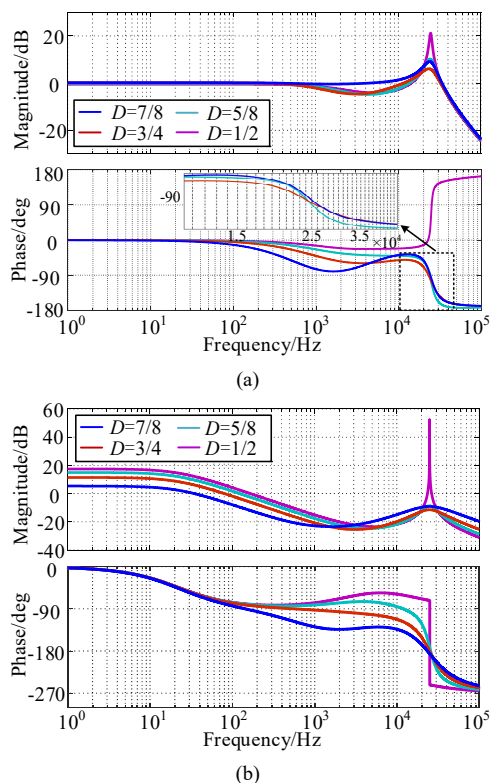 Magnitude/dB
20
0
-20
D=7/8 D=5/8
D=3/4 D=1/2
Phase/deg
180
90
0
-90
-180
-90
1.5 2.5 3.5 ×10⁴
10⁰ 10¹ 10² 10³ 10⁴ 10⁵
Frequency/Hz
(a)
Magnitude/dB
60
40
20
0
-20
-40
D=7/8 D=5/8
D=3/4 D=1/2
Phase/deg
0
-90
-180
-270
10⁰ 10¹ 10² 10³ 10⁴ 10⁵
Frequency/Hz
(b)